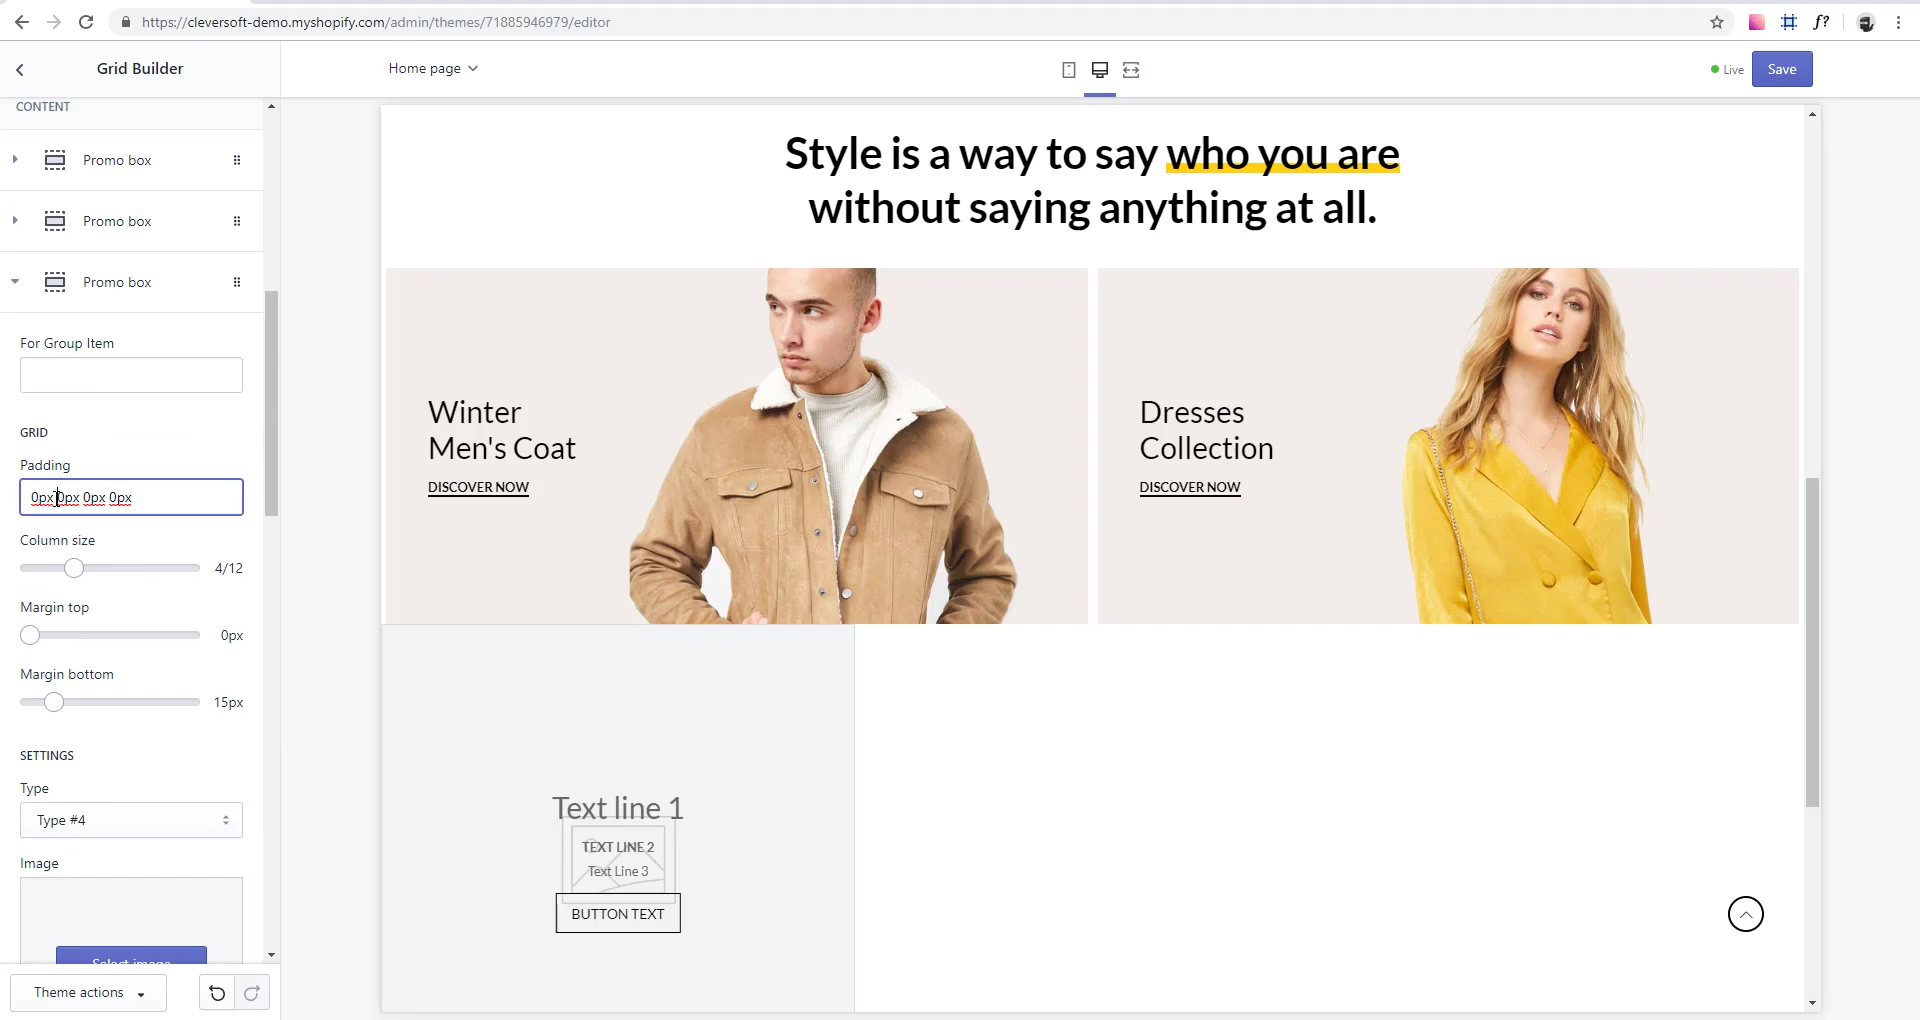 https://cleversoft-demo.myshopify.com/admin/themes/71885946979/editor
f?
Grid Builder
Home page
Live
Save
CONTENT
Promo box
Promo box
Promo box
For Group Item
GRID
Padding
0px 0px 0px 0px
Column size
4/12
Margin top
0px
Margin bottom
15px
SETTINGS
Type
Type #4
Image
Select image
Theme actions
Style is a way to say who you are
without saying anything at all.
Winter
Men's Coat
DISCOVER NOW
Dresses
Collection
DISCOVER NOW
Text line 1
TEXT LINE 2
Text Line 3
BUTTON TEXT